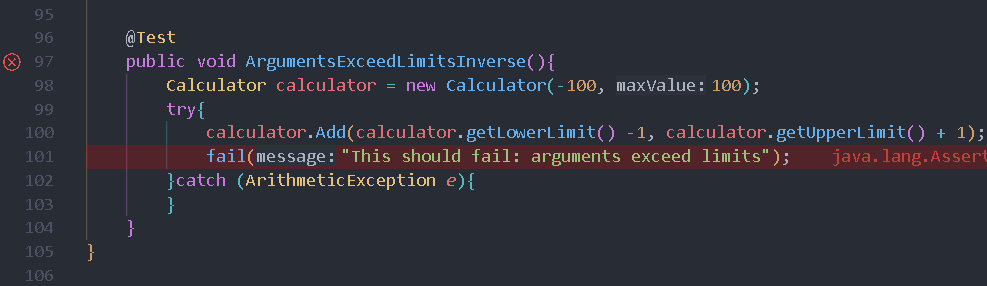 95
96 @Test
97 public void ArgumentsExceedLimitsInverse(){
98 Calculator calculator = new Calculator(-100, maxValue: 100);
99 try{
100 calculator.Add(calculator.getLowerLimit() -1, calculator.getUpperLimit() + 1);
101 fail(message: "This should fail: arguments exceed limits"); java.lang.Assert
102 }catch (ArithmeticException e){
103 }
104 }
105 }
106